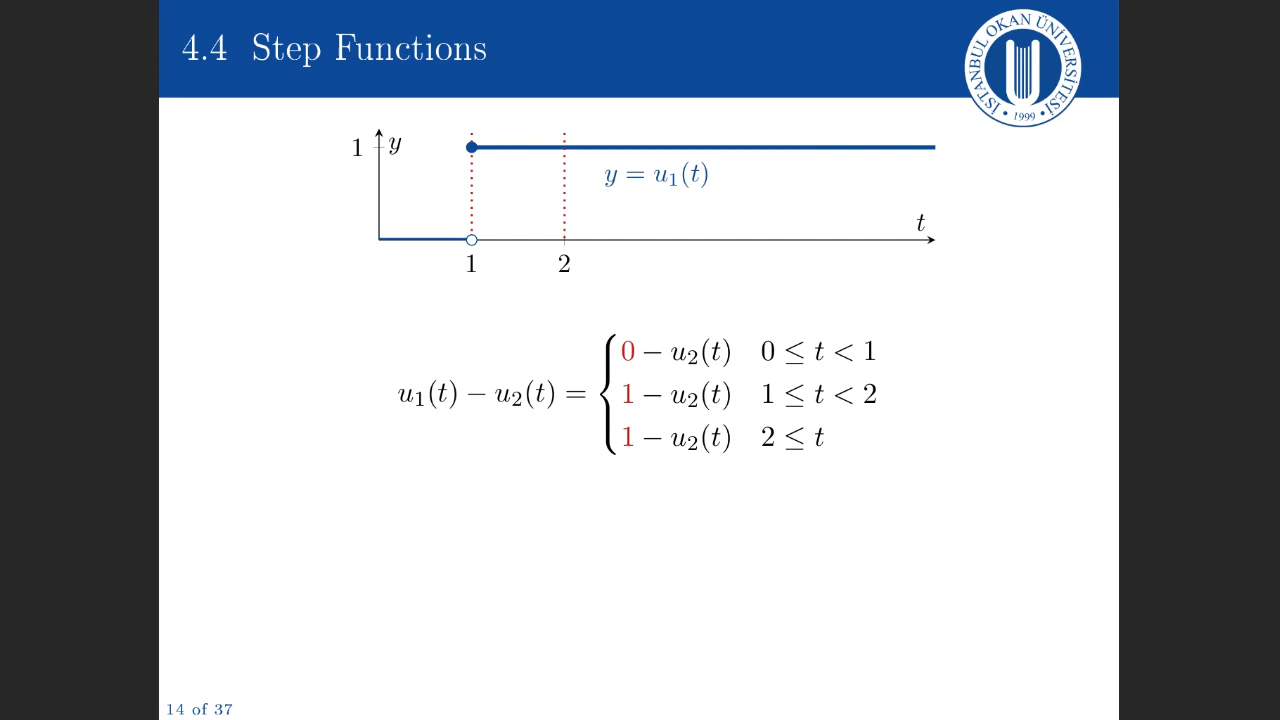 4.4 Step Functions
İSTANBUL OKAN ÜNİVERSİTESİ
• 1999 •
1
y
y = u₁(t)
t
1 2
u₁(t) − u₂(t) = { 0 − u₂(t) 0 ≤ t < 1
1 − u₂(t) 1 ≤ t < 2
1 − u₂(t) 2 ≤ t
14 of 37